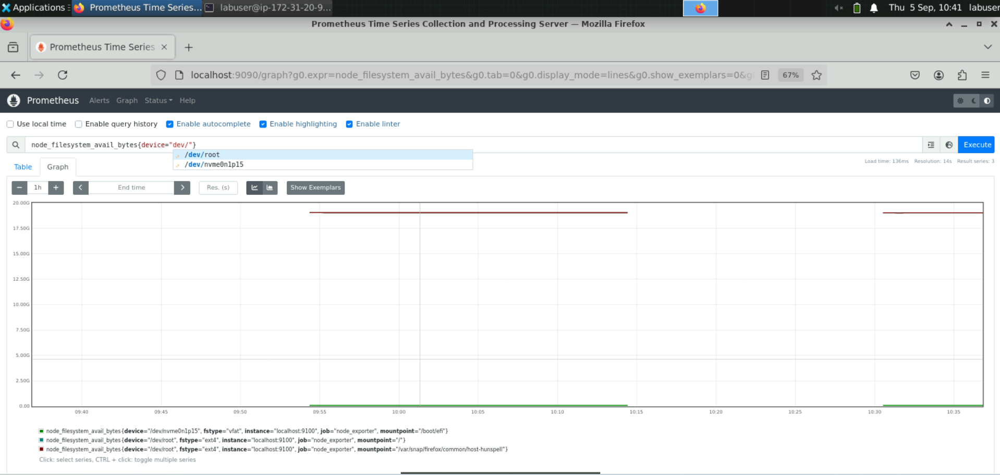 Applications
Prometheus Time Series...
labuser@ip-172-31-20-9...
Thu 5 Sep, 10:41 labuser
Prometheus Time Series Collection and Processing Server — Mozilla Firefox
Prometheus Time Series
localhost:9090/graph?g0.expr=node_filesystem_avail_bytes&g0.tab=0&g0.display_mode=lines&g0.show_exemplars=0&g
67%
Prometheus Alerts Graph Status Help
Use local time Enable query history Enable autocomplete Enable highlighting Enable linter
node_filesystem_avail_bytes{device="dev/"}
Execute
/dev/root
/dev/nvme0n1p15
Load time: 136ms Resolution: 14s Result series: 3
Table Graph
− 1h + End time Res. (s) Show Exemplars
20.00G
17.50G
15.00G
12.50G
10.00G
7.50G
5.00G
2.50G
0.00
09:40 09:45 09:50 09:55 10:00 10:05 10:10 10:15 10:20 10:25 10:30 10:35
node_filesystem_avail_bytes{device="/dev/nvme0n1p15", fstype="vfat", instance="localhost:9100", job="node_exporter", mountpoint="/boot/efi"}
node_filesystem_avail_bytes{device="/dev/root", fstype="ext4", instance="localhost:9100", job="node_exporter", mountpoint="/"}
node_filesystem_avail_bytes{device="/dev/root", fstype="ext4", instance="localhost:9100", job="node_exporter", mountpoint="/var/snap/firefox/common/host-hunspell"}
Click: select series, CTRL + click: toggle multiple series